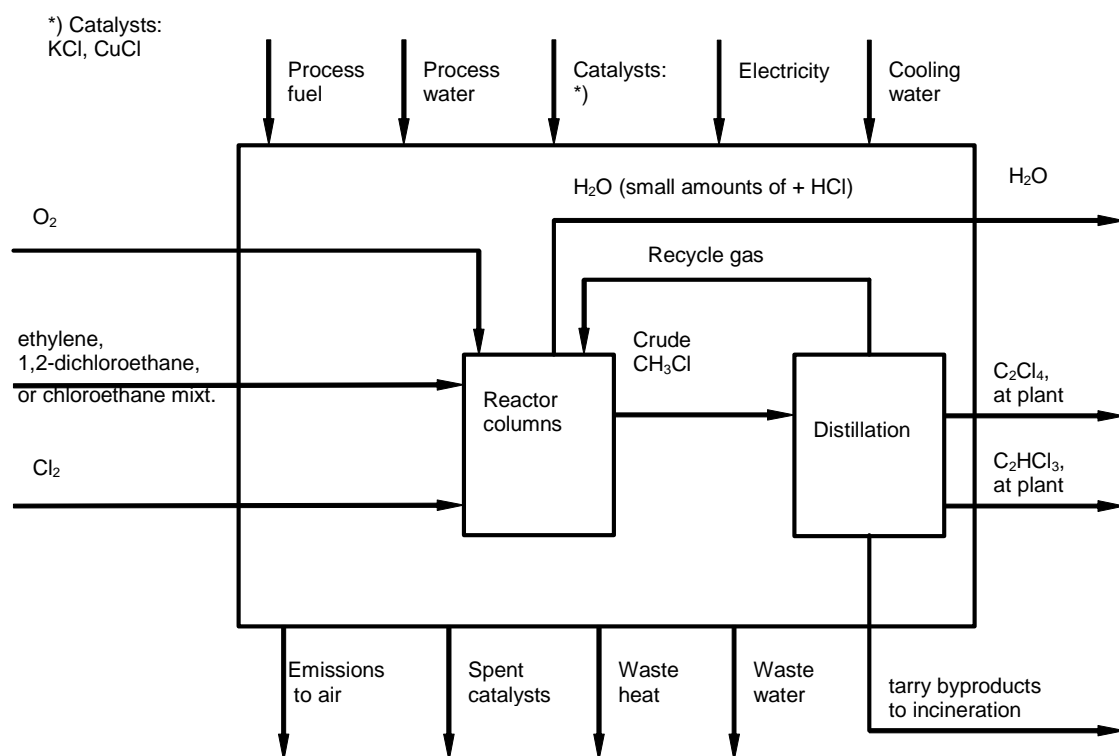 *) Catalysts:
KCl, CuCl
Process
fuel
Process
water
Catalysts:
*)
Electricity
Cooling
water
H₂O (small amounts of + HCl)
H₂O
O₂
Recycle gas
ethylene,
1,2-dichloroethane,
or chloroethane mixt.
Crude
CH₃Cl
Reactor
columns
Distillation
C₂Cl₄,
at plant
Cl₂
C₂HCl₃,
at plant
Emissions
to air
Spent
catalysts
Waste
heat
Waste
water
tarry byproducts
to incineration